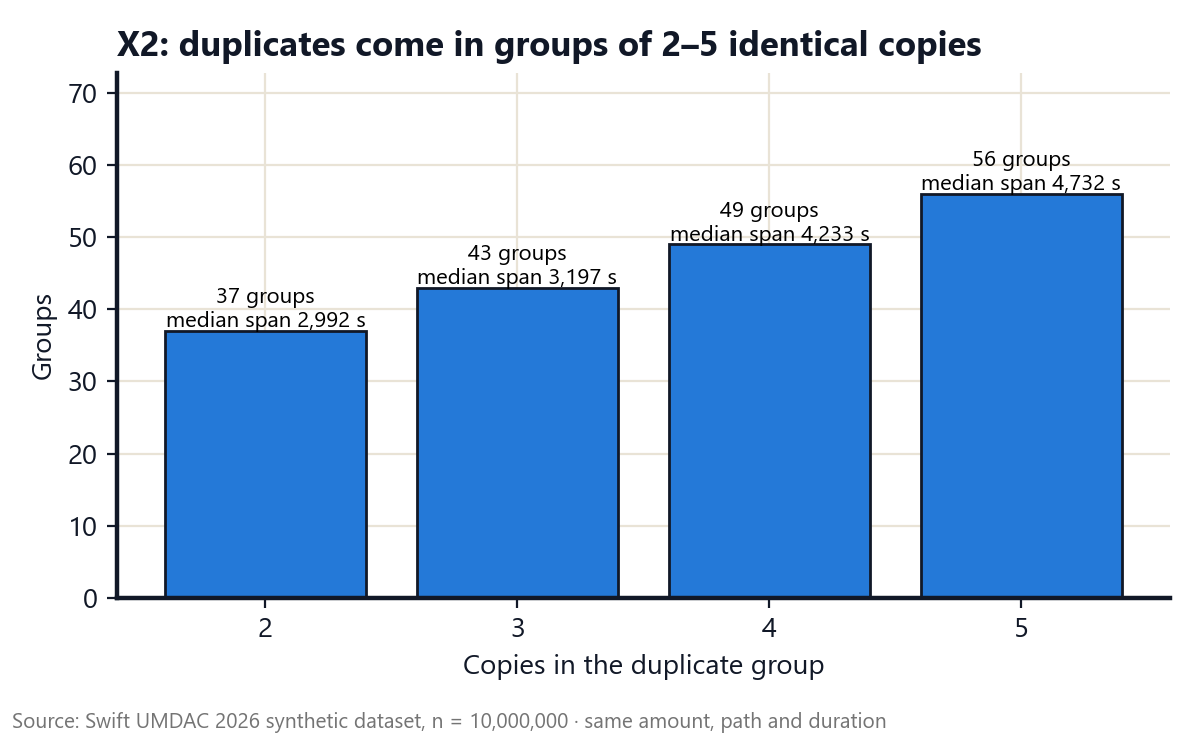 X2: duplicates come in groups of 2–5 identical copies
70
60
50
40
30
20
10
0
Groups
37 groups
median span 2,992 s
43 groups
median span 3,197 s
49 groups
median span 4,233 s
56 groups
median span 4,732 s
2
3
4
5
Copies in the duplicate group
Source: Swift UMDAC 2026 synthetic dataset, n = 10,000,000 · same amount, path and duration